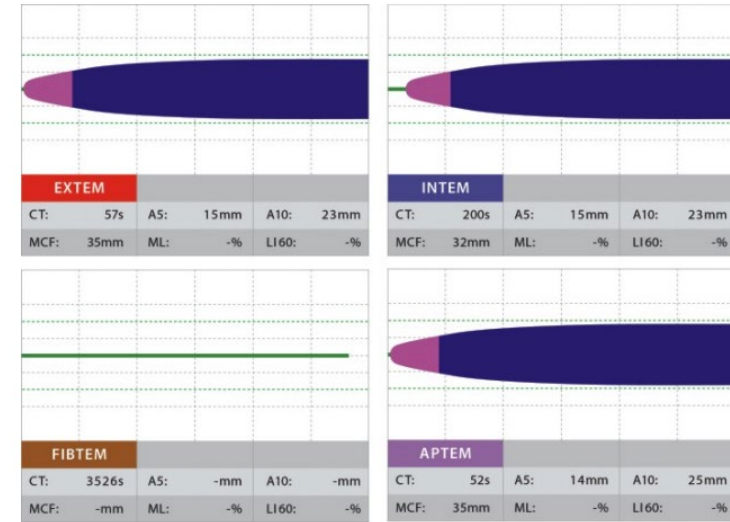 EXTEM
CT: 57s A5: 15mm A10: 23mm
MCF: 35mm ML: -% LI60: -%
INTEM
CT: 200s A5: 15mm A10: 23mm
MCF: 32mm ML: -% LI60: -%
FIBTEM
CT: 3526s A5: -mm A10: -mm
MCF: -mm ML: -% LI60: -%
APTEM
CT: 52s A5: 14mm A10: 25mm
MCF: 35mm ML: -% LI60: -%